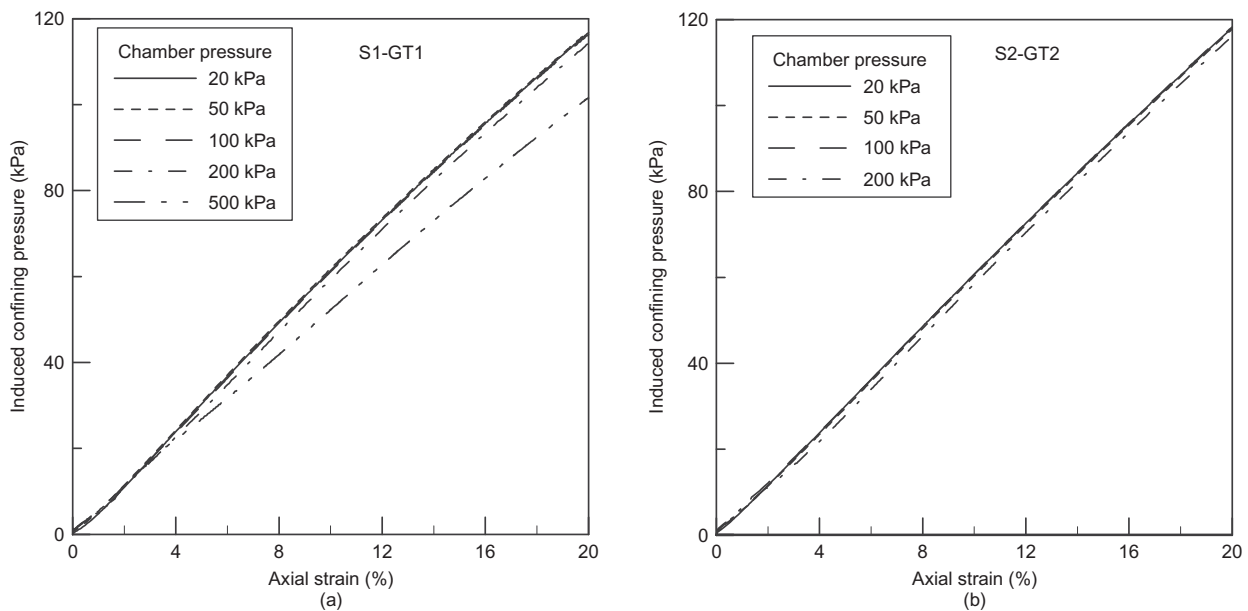 120
80
40
0
Induced confining pressure (kPa)
Chamber pressure
20 kPa
50 kPa
100 kPa
200 kPa
500 kPa
S1-GT1
0 4 8 12 16 20
Axial strain (%)
(a)
120
80
40
0
Induced confining pressure (kPa)
Chamber pressure
20 kPa
50 kPa
100 kPa
200 kPa
S2-GT2
0 4 8 12 16 20
Axial strain (%)
(b)